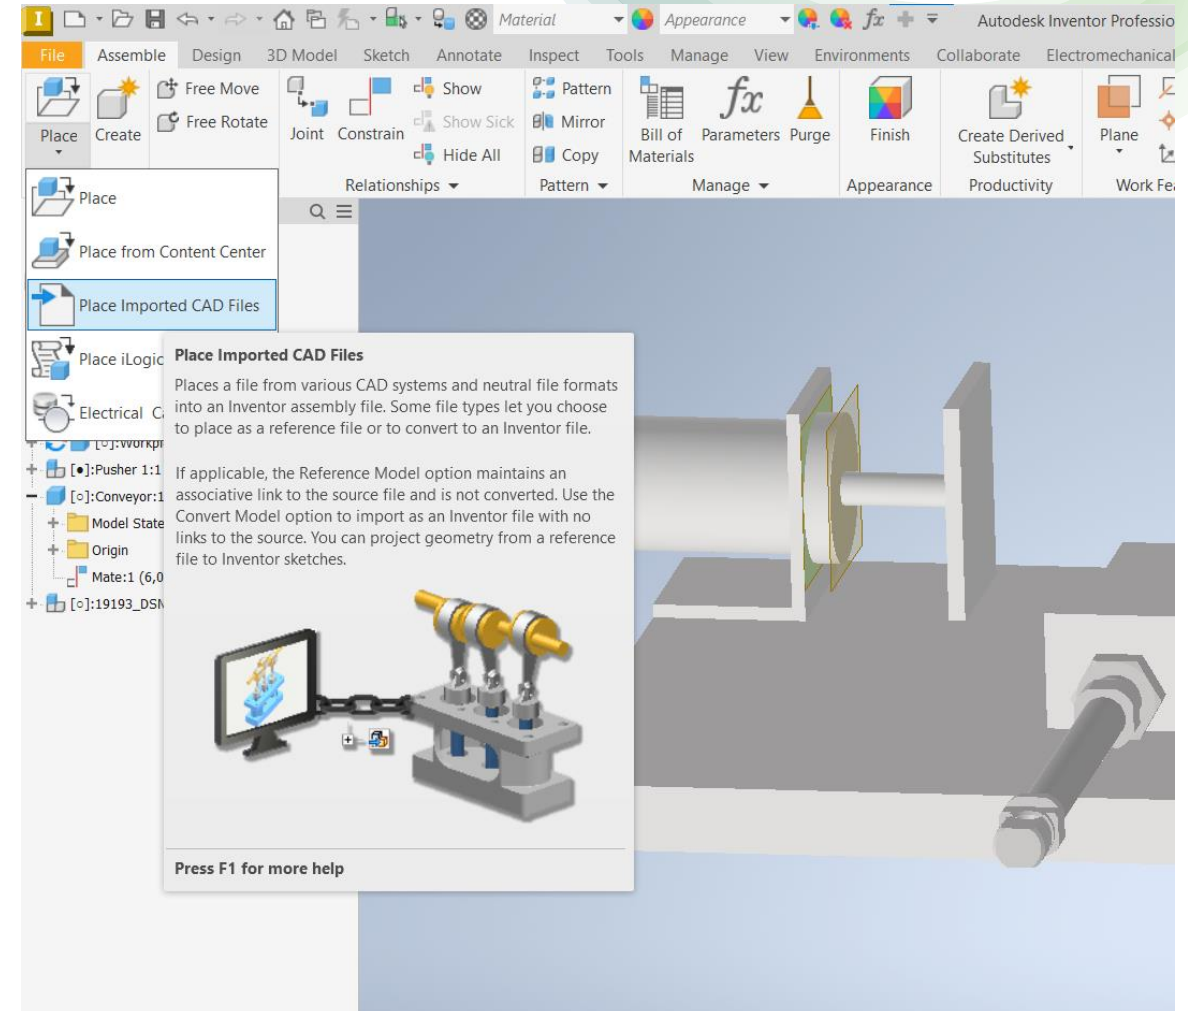 I
Material
Appearance
fx
Autodesk Inventor Professio
File Assemble Design 3D Model Sketch Annotate Inspect Tools Manage View Environments Collaborate Electromechanical
Place
Create
Free Move
Free Rotate
Joint
Constrain
Show
Show Sick
Hide All
Relationships
Pattern
Mirror
Copy
Pattern
Bill of
Materials
fx
Parameters
Purge
Manage
Finish
Appearance
Create Derived
Substitutes
Productivity
Plane
Work Fea
Place
Place from Content Center
Place Imported CAD Files
Place iLogic
Electrical Ca
Place Imported CAD Files
Places a file from various CAD systems and neutral file formats
into an Inventor assembly file. Some file types let you choose
to place as a reference file or to convert to an Inventor file.
If applicable, the Reference Model option maintains an
associative link to the source file and is not converted. Use the
Convert Model option to import as an Inventor file with no
links to the source. You can project geometry from a reference
file to Inventor sketches.
Press F1 for more help
[○]:Workpi
[●]:Pusher 1:1
[○]:Conveyor:1
Model State
Origin
Mate:1 (6,0
[○]:19193_DSN